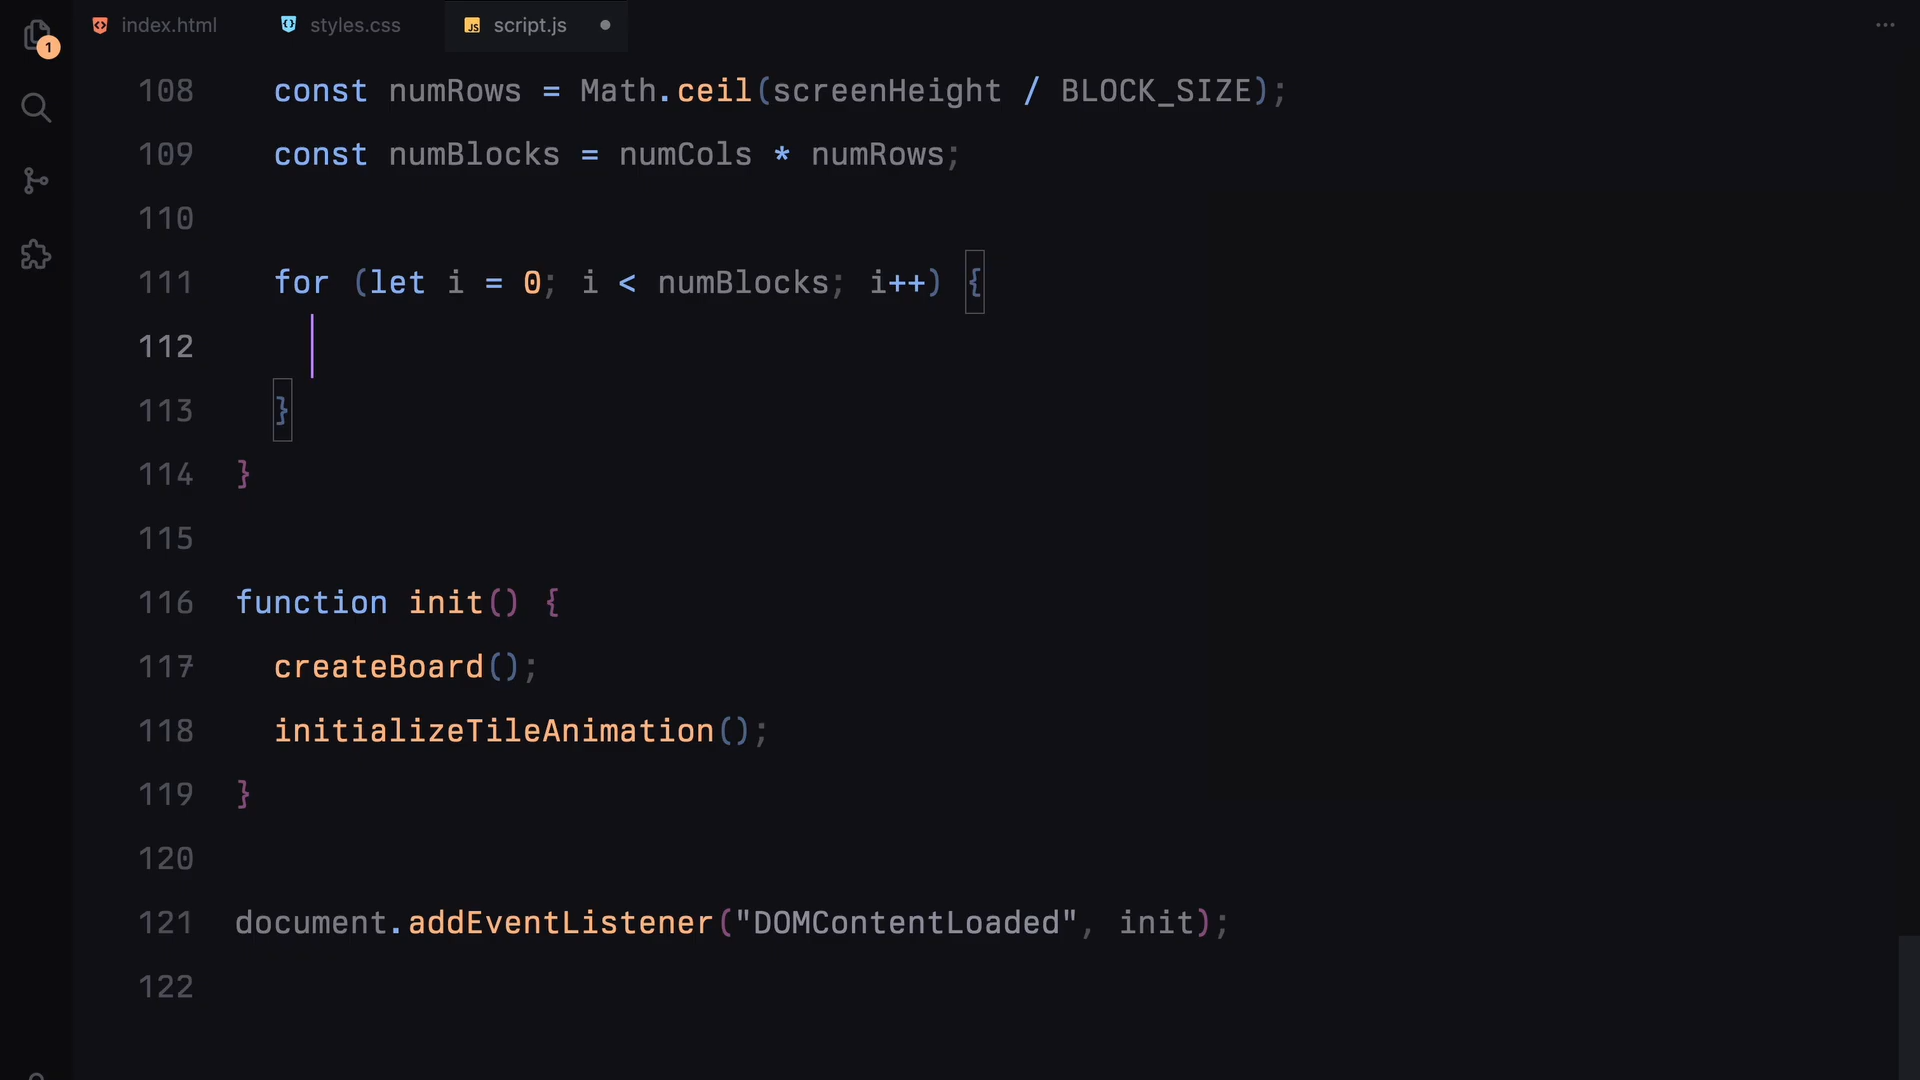 1
index.html
styles.css
JS script.js
108 const numRows = Math.ceil(screenHeight / BLOCK_SIZE);
109 const numBlocks = numCols * numRows;
110
111 for (let i = 0; i < numBlocks; i++) {
112
113 }
114 }
115
116 function init() {
117 createBoard();
118 initializeTileAnimation();
119 }
120
121 document.addEventListener("DOMContentLoaded", init);
122